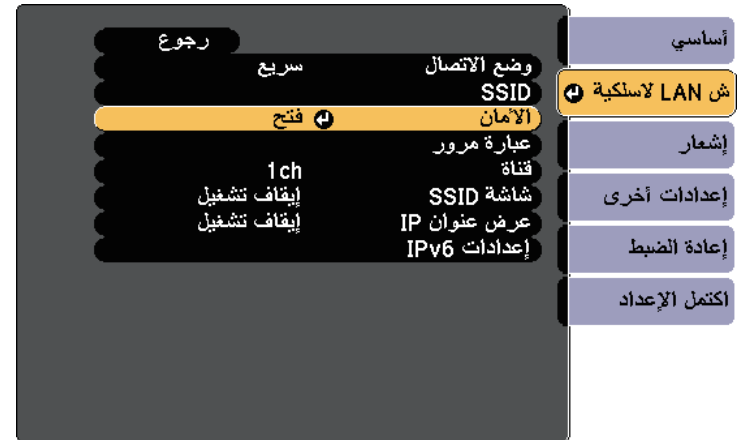 أساسي
ش LAN لاسلكية
إشعار
إعدادات أخرى
إعادة الضبط
اكتمل الإعداد
رجوع
وضع الاتصال سريع
SSID
الأمان فتح
عبارة مرور
قناة 1ch
شاشة SSID إيقاف تشغيل
عرض عنوان IP إيقاف تشغيل
إعدادات IPv6